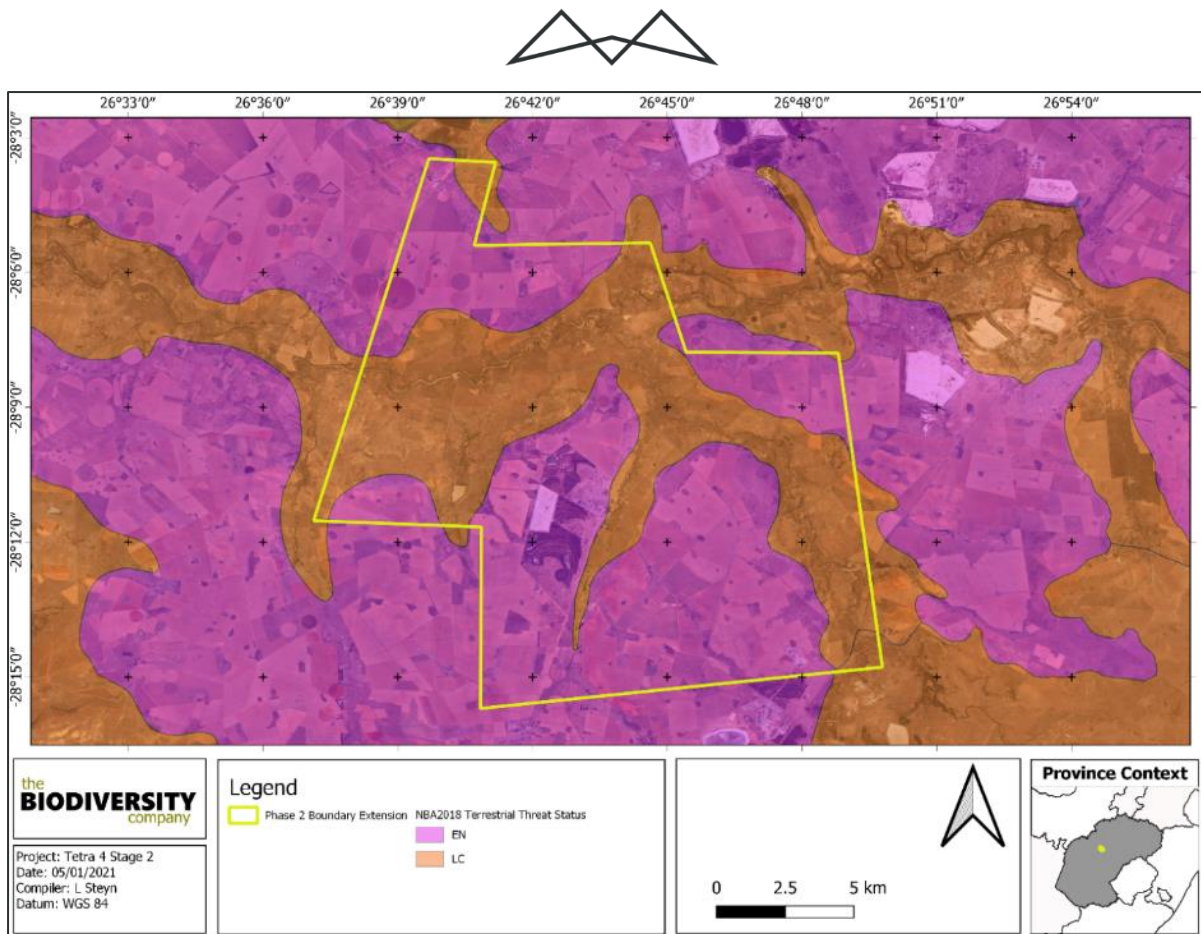 26°33'0" 26°36'0" 26°39'0" 26°42'0" 26°45'0" 26°48'0" 26°51'0" 26°54'0"
-28°3'0"
-28°6'0"
-28°9'0"
-28°12'0"
-28°15'0"
the
BIODIVERSITY
company
Project: Tetra 4 Stage 2
Date: 05/01/2021
Compiler: L Steyn
Datum: WGS 84
Legend
Phase 2 Boundary Extension NBA2018 Terrestrial Threat Status
EN
LC
0 2.5 5 km
Province Context